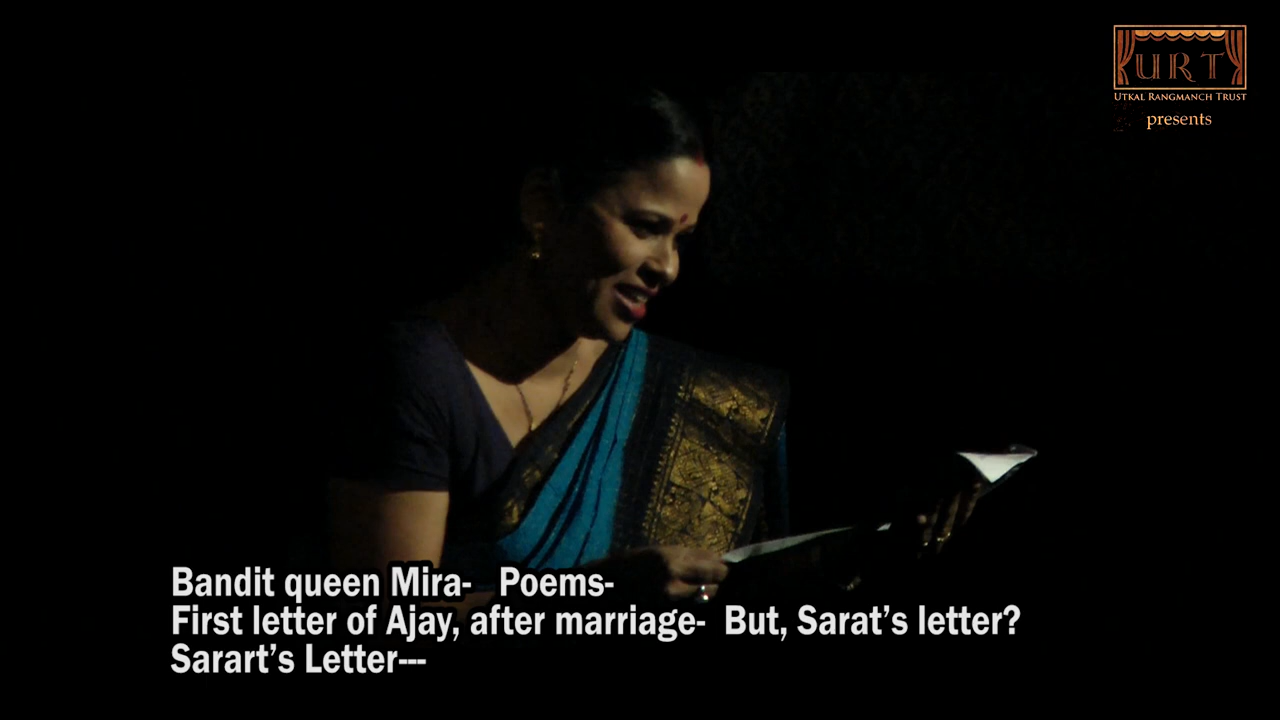 URT
UTKAL RANGMANCH TRUST
presents
Bandit queen Mira- Poems-
First letter of Ajay, after marriage- But, Sarat’s letter?
Sarart’s Letter---